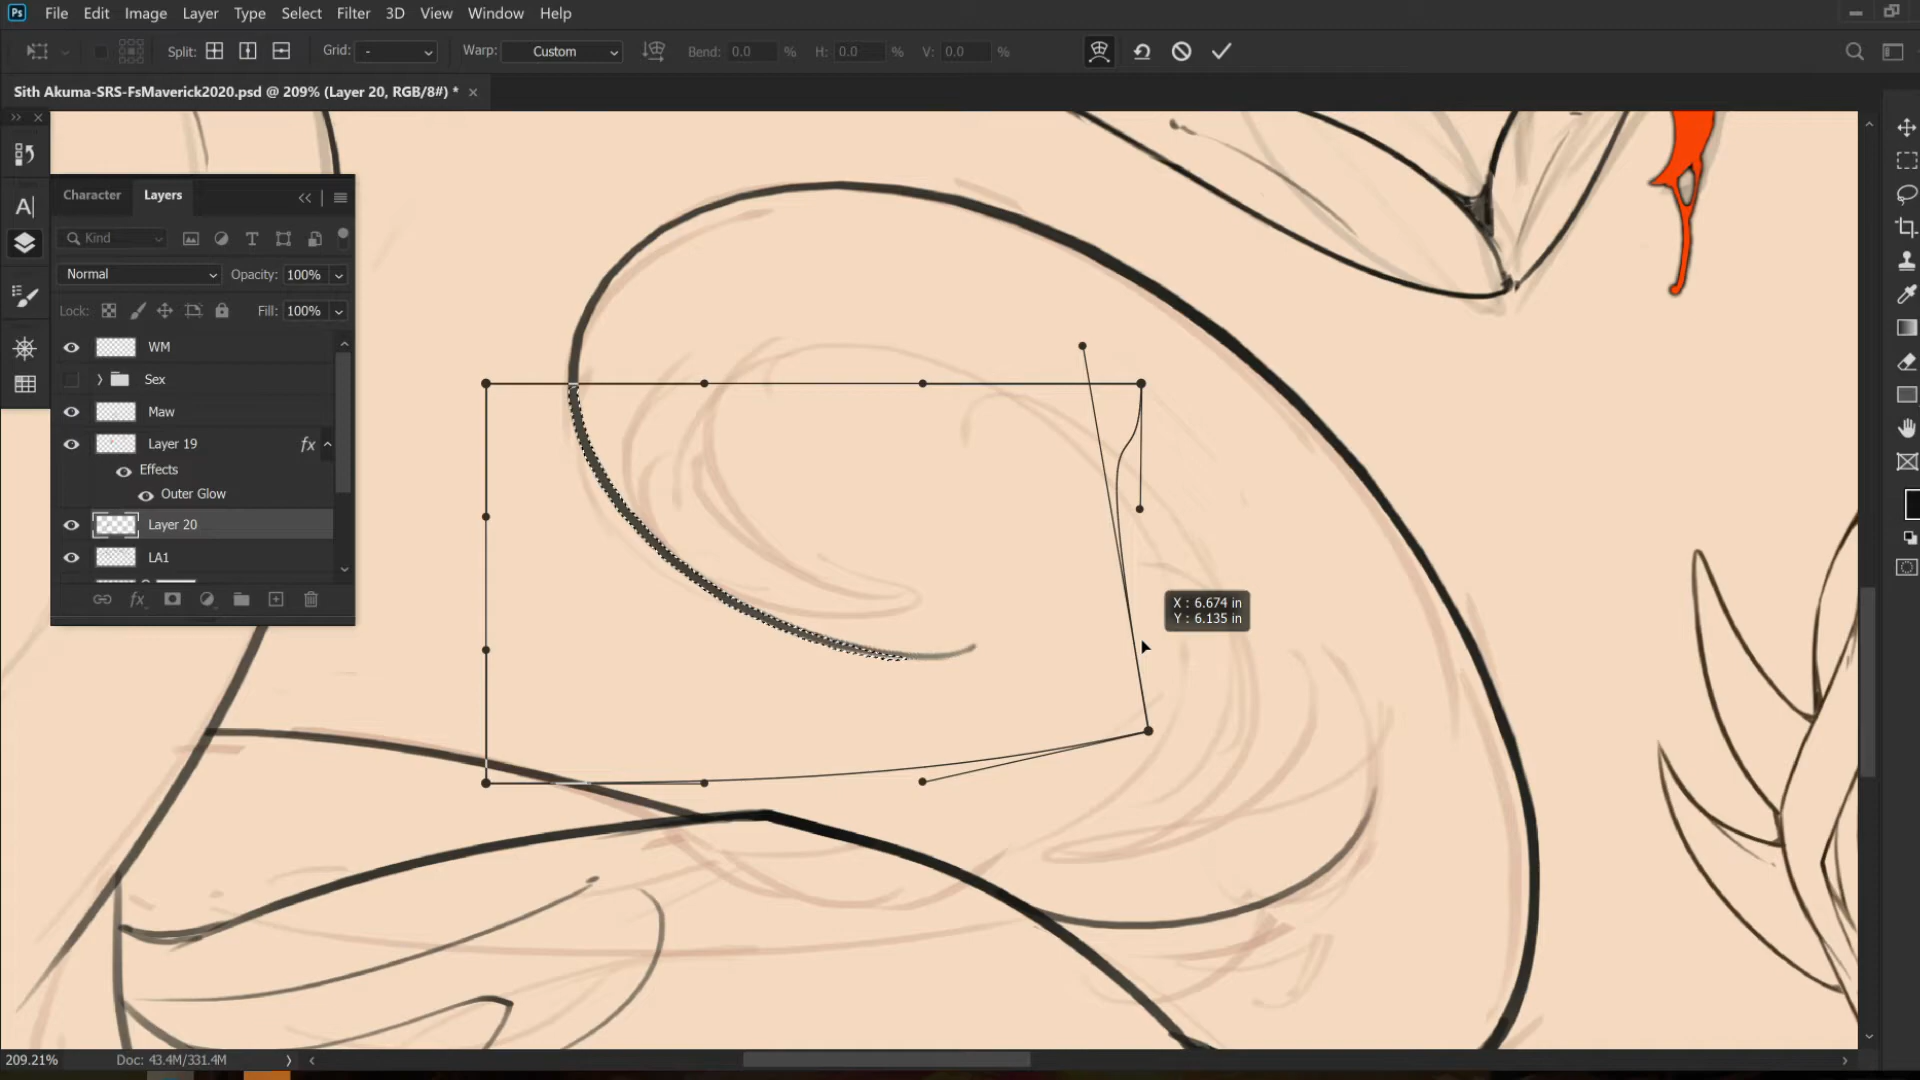 Ps File Edit Image Layer Type Select Filter 3D View Window Help
Split: Grid: - Warp: Custom Bend: 0.0 % H: 0.0 % V: 0.0 %
Sith Akuma-SRS-FsMaverick2020.psd @ 209% (Layer 20, RGB/8#) * ×
Character Layers
A|
Kind
Normal Opacity: 100%
Lock: Fill: 100%
WM
Sex
Maw
Layer 19 fx
Effects
Outer Glow
Layer 20
LA1
fx
X : 6.674 in
Y : 6.135 in
209.21% Doc: 43.4M/331.4M